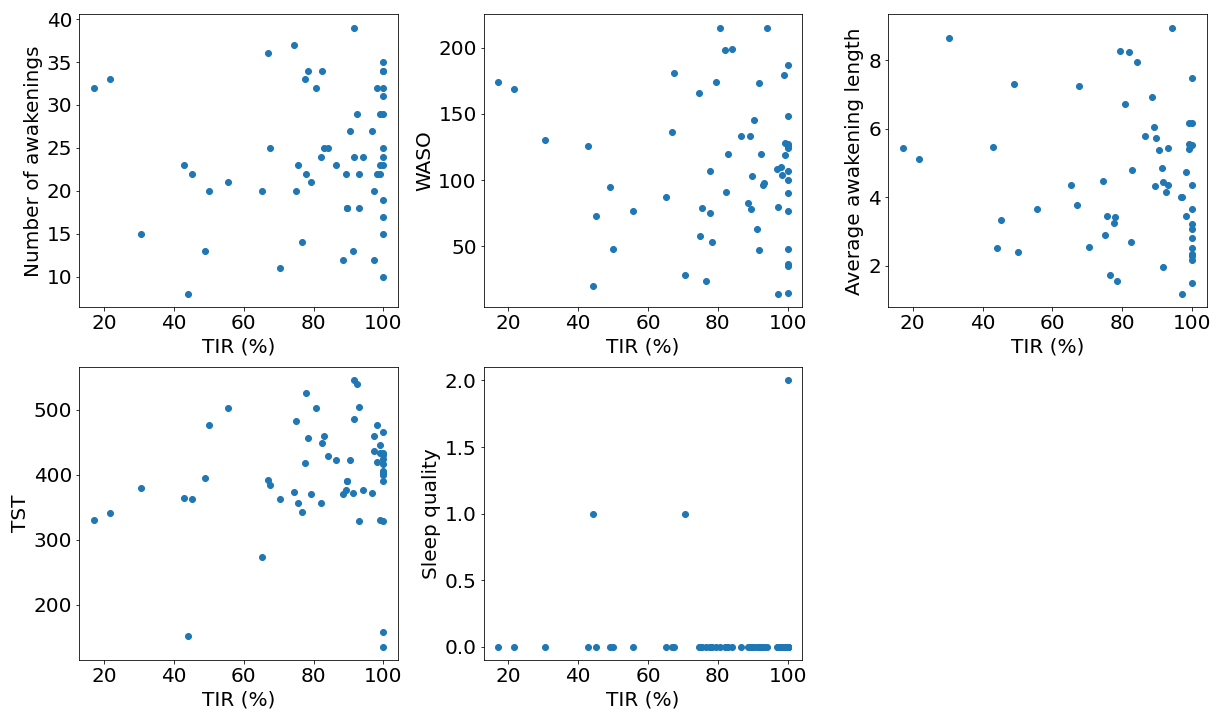 Number of awakenings
40
35
30
25
20
15
10
20 40 60 80 100
TIR (%)
WASO
200
150
100
50
20 40 60 80 100
TIR (%)
Average awakening length
8
6
4
2
20 40 60 80 100
TIR (%)
TST
500
400
300
200
20 40 60 80 100
TIR (%)
Sleep quality
2.0
1.5
1.0
0.5
0.0
20 40 60 80 100
TIR (%)